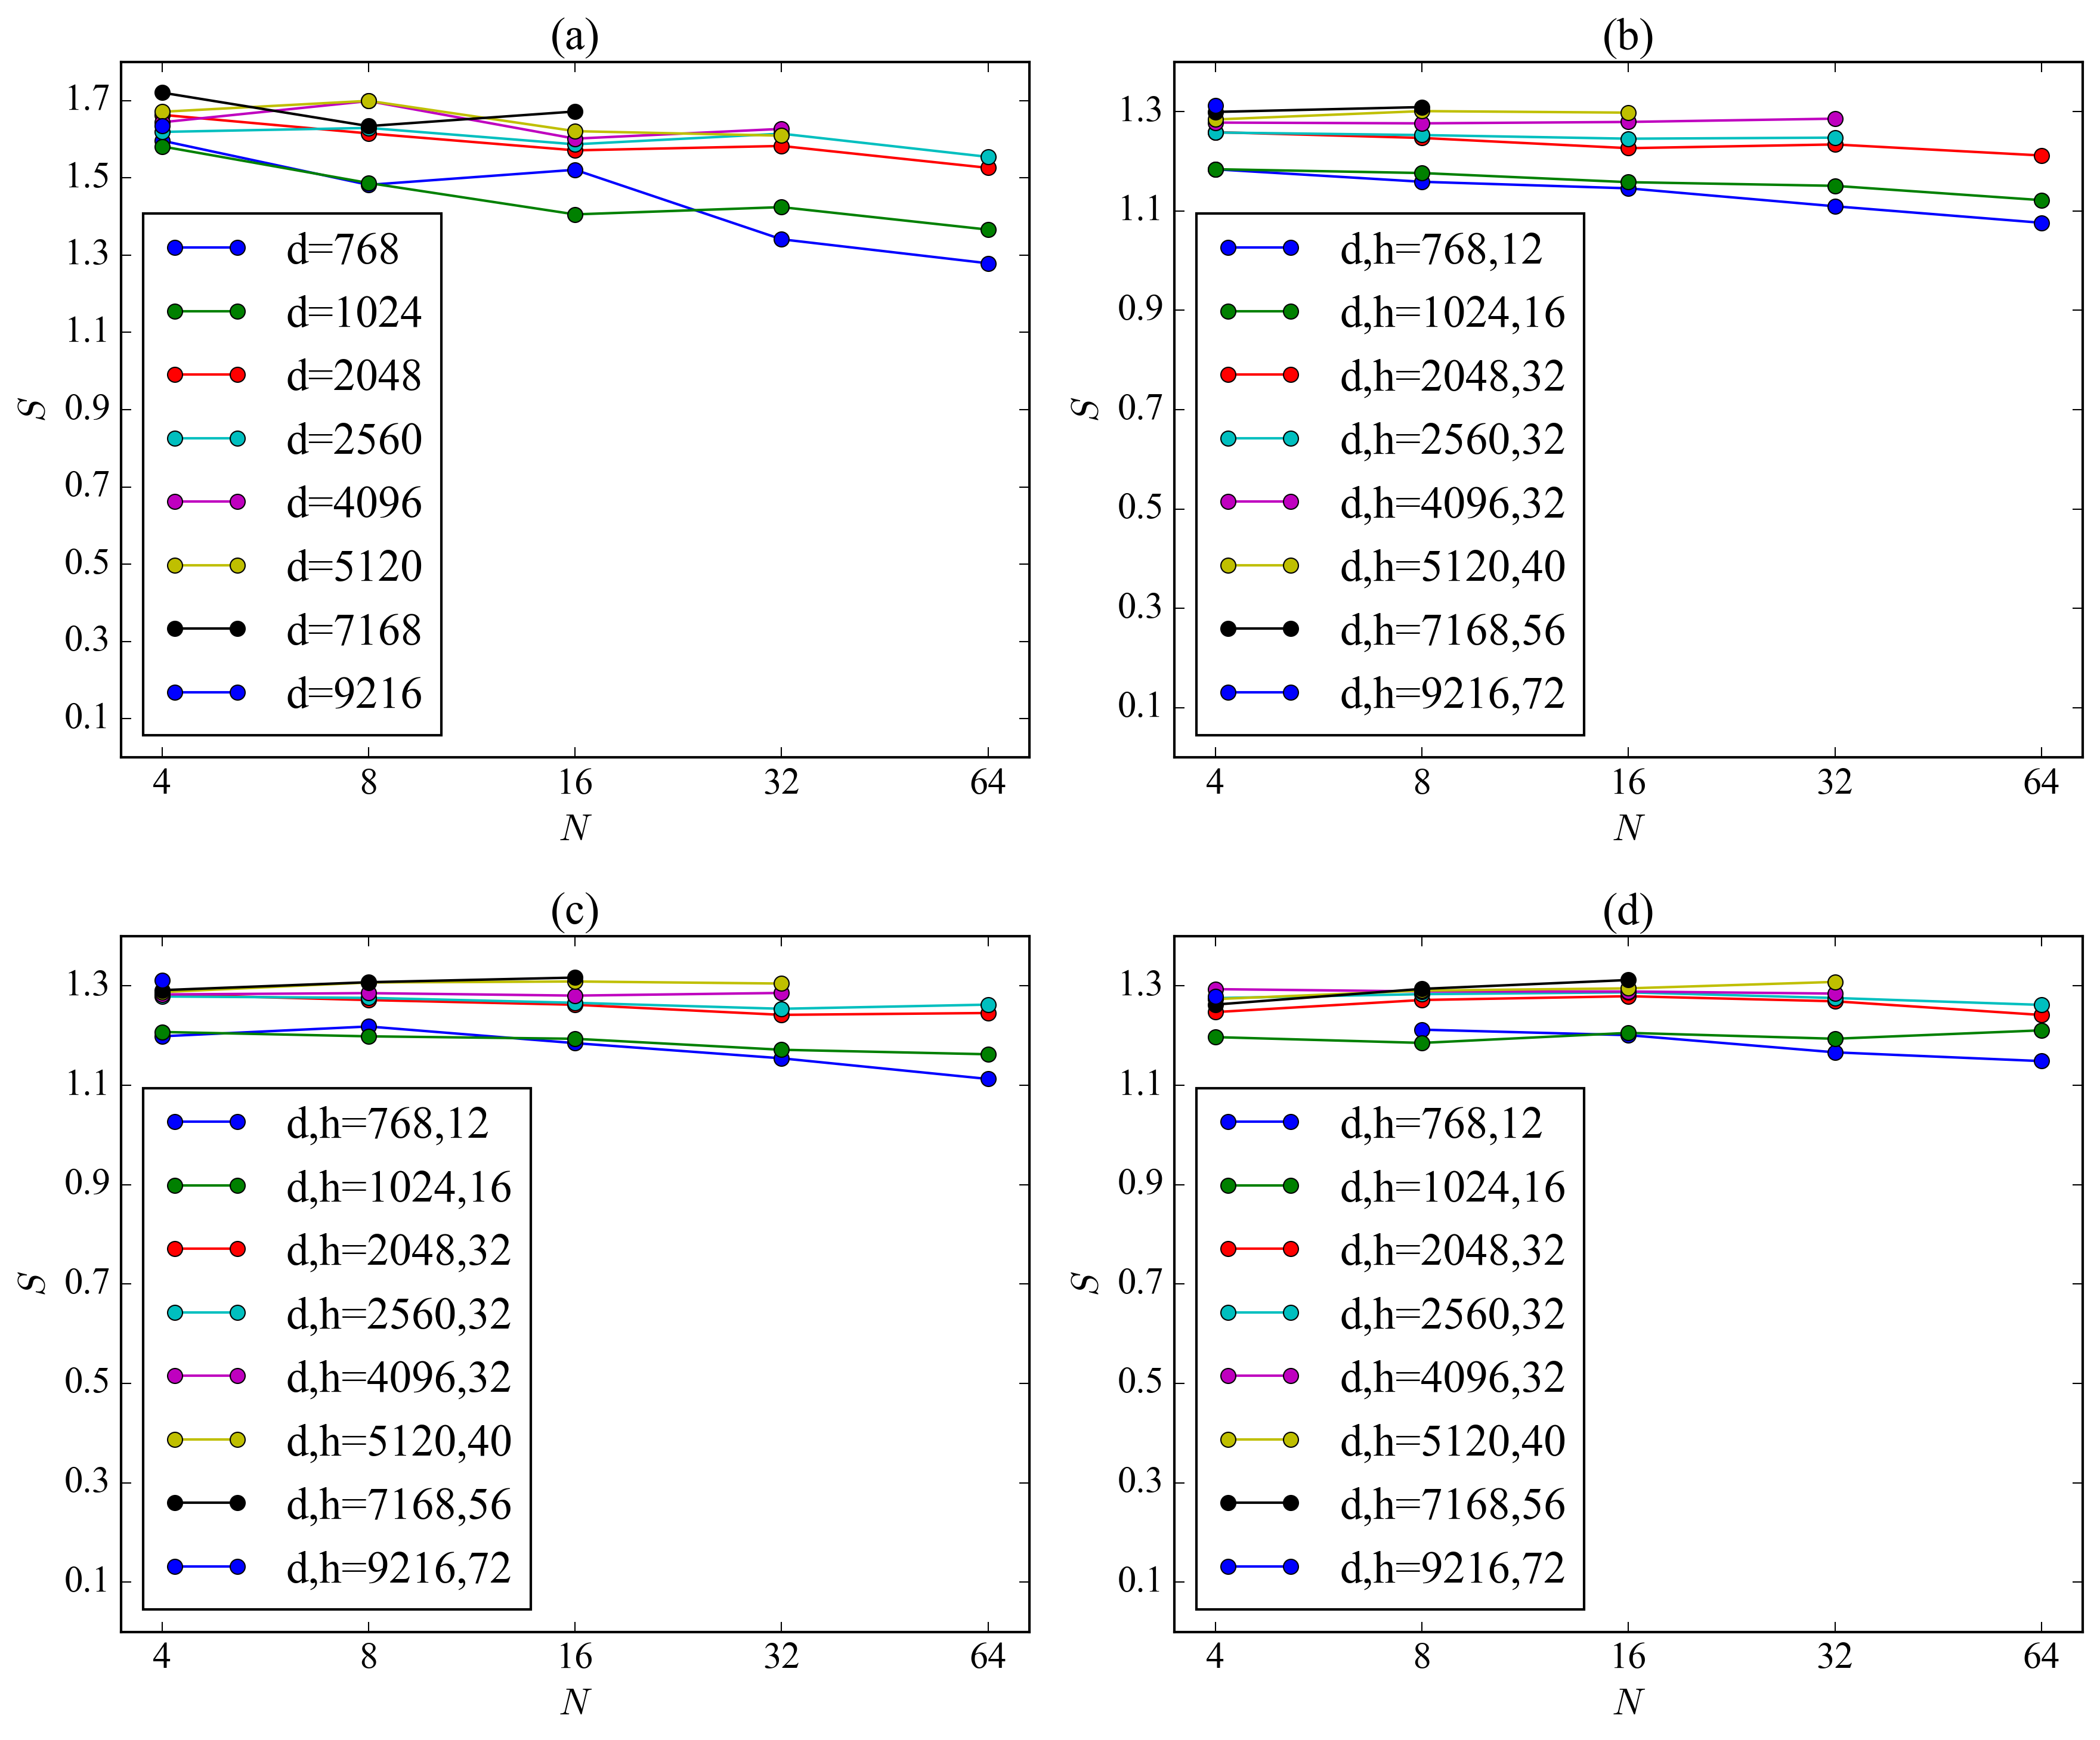 (a)
1.7
1.5
1.3
1.1
0.9
0.7
0.5
0.3
0.1
S
d=768
d=1024
d=2048
d=2560
d=4096
d=5120
d=7168
d=9216
4 8 16 32 64
N
(b)
1.3
1.1
0.9
0.7
0.5
0.3
0.1
S
d,h=768,12
d,h=1024,16
d,h=2048,32
d,h=2560,32
d,h=4096,32
d,h=5120,40
d,h=7168,56
d,h=9216,72
4 8 16 32 64
N
(c)
1.3
1.1
0.9
0.7
0.5
0.3
0.1
S
d,h=768,12
d,h=1024,16
d,h=2048,32
d,h=2560,32
d,h=4096,32
d,h=5120,40
d,h=7168,56
d,h=9216,72
4 8 16 32 64
N
(d)
1.3
1.1
0.9
0.7
0.5
0.3
0.1
S
d,h=768,12
d,h=1024,16
d,h=2048,32
d,h=2560,32
d,h=4096,32
d,h=5120,40
d,h=7168,56
d,h=9216,72
4 8 16 32 64
N